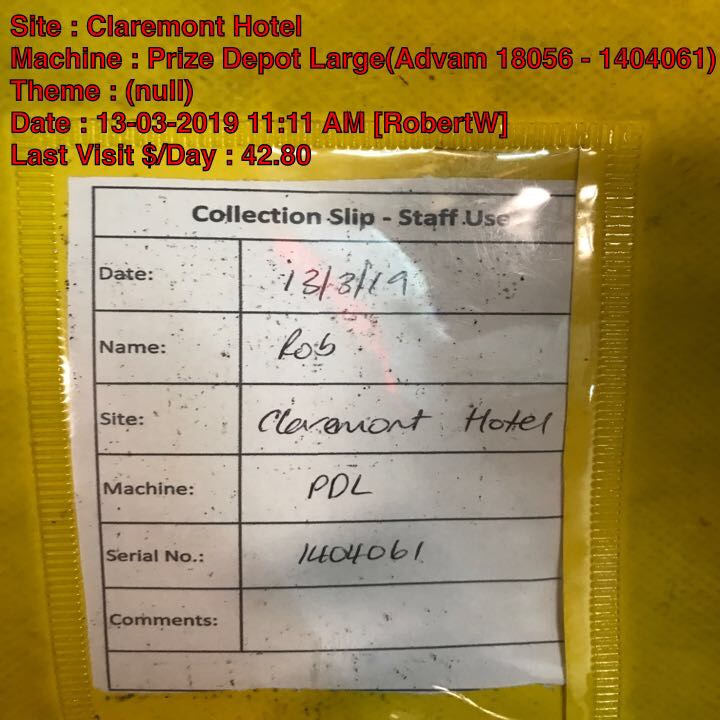 Site : Claremont Hotel
Machine : Prize Depot Large(Advam 18056 - 1404061)
Theme : (null)
Date : 13-03-2019 11:11 AM [RobertW]
Last Visit $/Day : 42.80
Collection Slip - Staff Use
Date: 13/3/19
Name: Rob
Site: Claremont Hotel
Machine: PDL
Serial No.: 1404061
Comments: